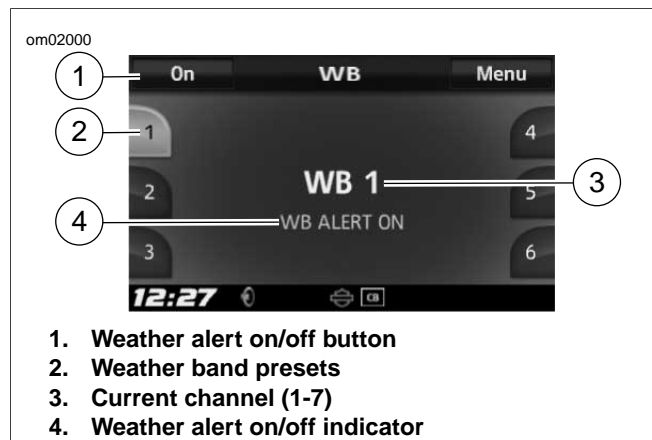 om02000
1 On WB Menu
2 1 4
2 WB 1 5 3
4 WB ALERT ON
3 6
12:27 CB
1. Weather alert on/off button
2. Weather band presets
3. Current channel (1-7)
4. Weather alert on/off indicator